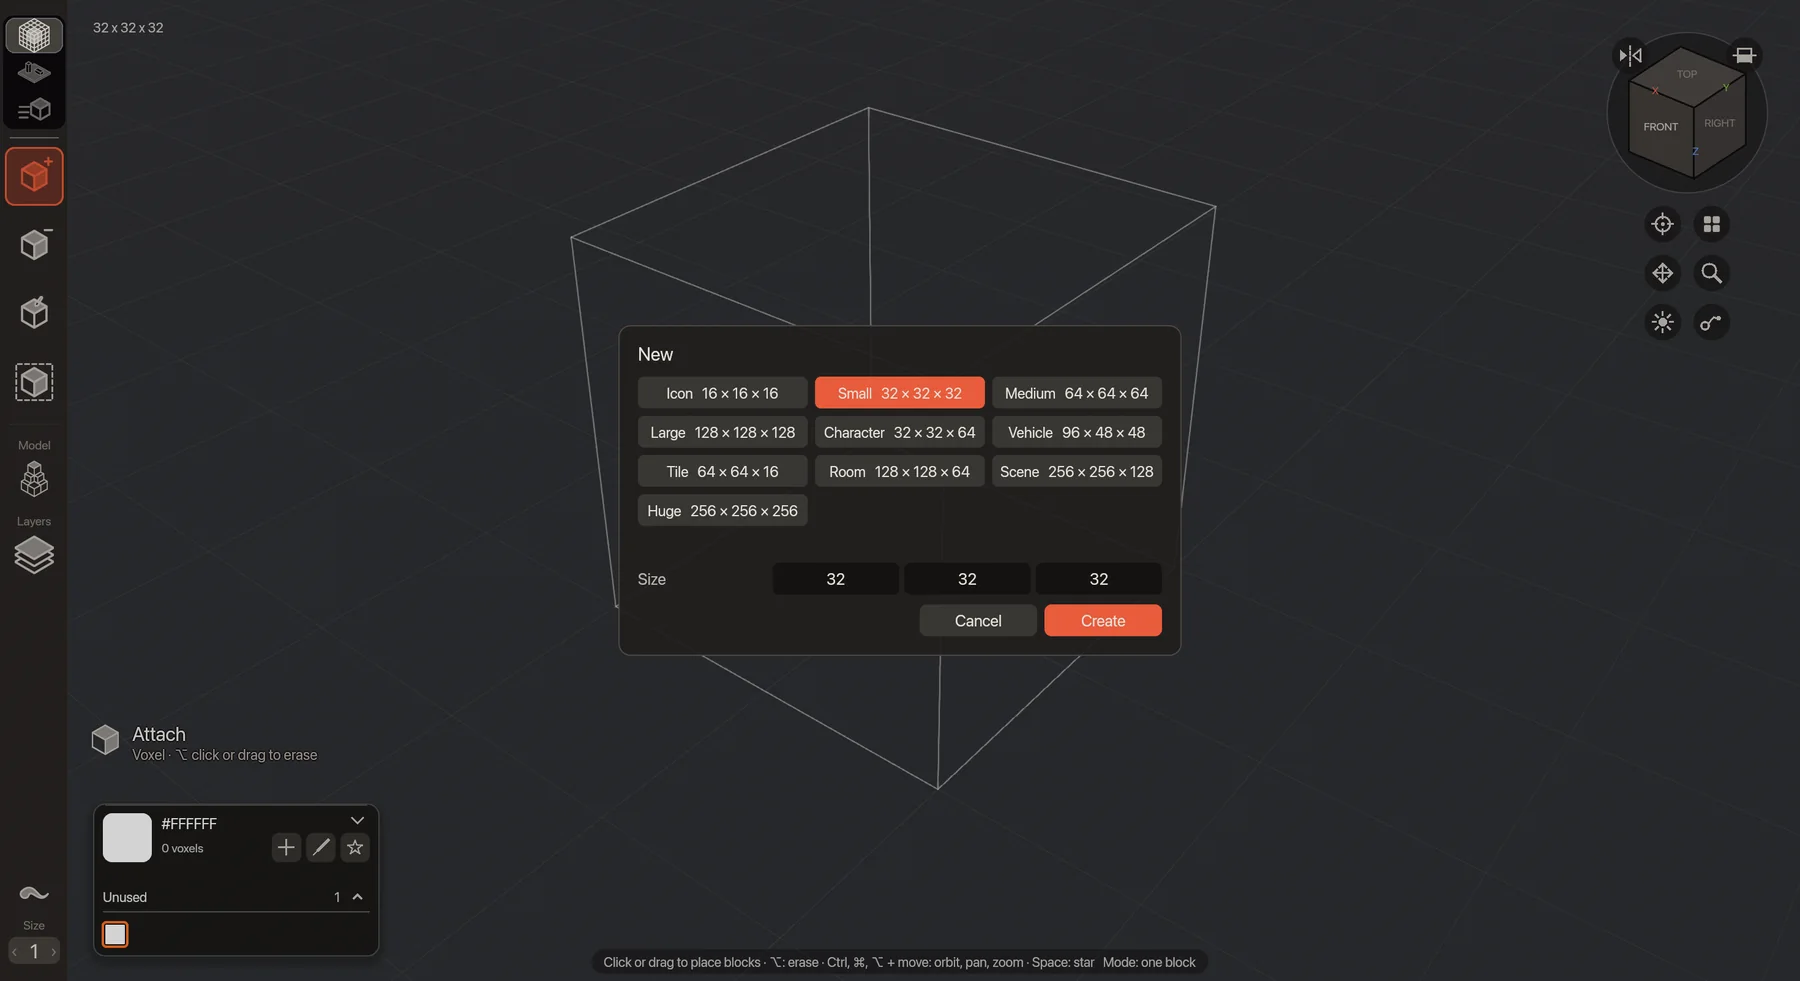 32 x 32 x 32
TOP
X
Y
FRONT
RIGHT
Z
New
Icon 16 × 16 × 16
Small 32 × 32 × 32
Medium 64 × 64 × 64
Large 128 × 128 × 128
Character 32 × 32 × 64
Vehicle 96 × 48 × 48
Tile 64 × 64 × 16
Room 128 × 128 × 64
Scene 256 × 256 × 128
Huge 256 × 256 × 256
Size
32
32
32
Cancel
Create
Model
Layers
Attach
Voxel · ⌥ click or drag to erase
#FFFFFF
0 voxels
Unused
1
Size
1
Click or drag to place blocks · ⌥: erase · Ctrl, ⌘, ⌥ + move: orbit, pan, zoom · Space: star Mode: one block